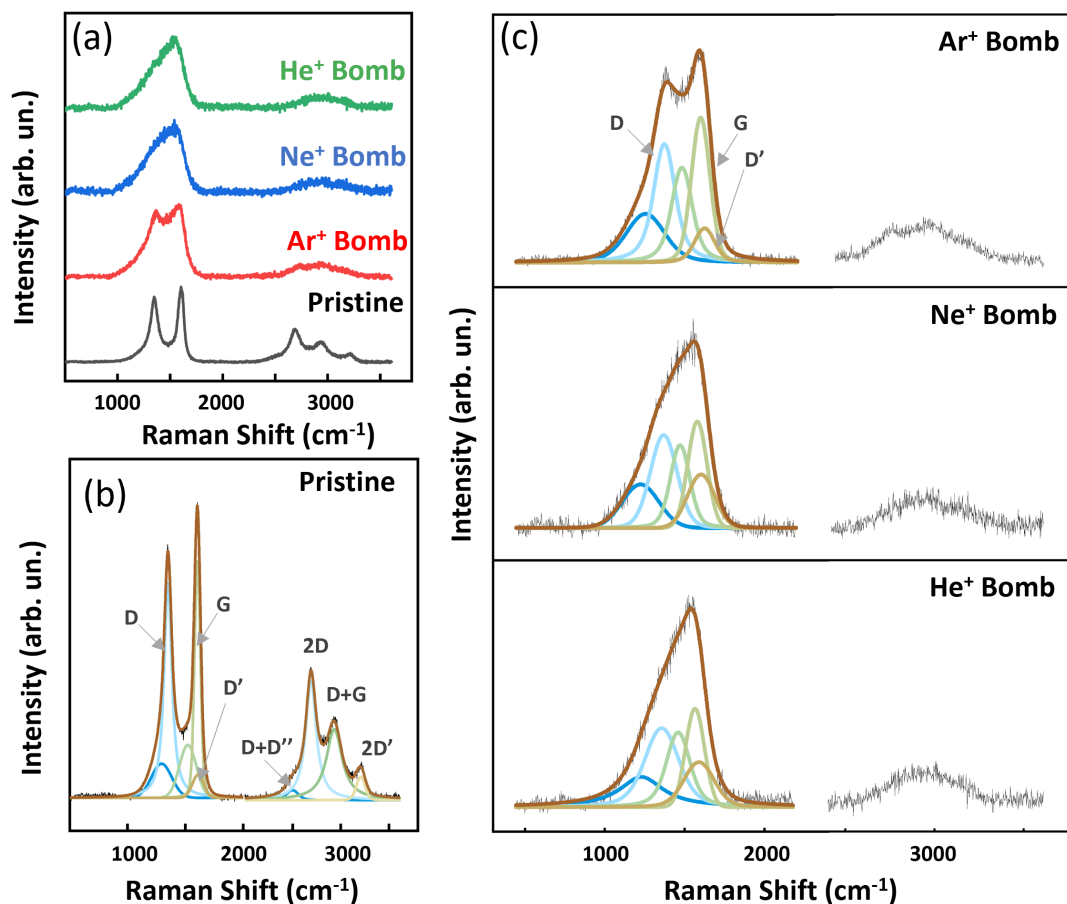 (a)
He⁺ Bomb
Ne⁺ Bomb
Ar⁺ Bomb
Pristine
Intensity (arb. un.)
1000 2000 3000
Raman Shift (cm⁻¹)
(b)
Pristine
D
G
D’
2D
D+G
D+D’’
2D’
Intensity (arb. un.)
1000 2000 3000
Raman Shift (cm⁻¹)
(c)
Ar⁺ Bomb
D
G
D’
Ne⁺ Bomb
He⁺ Bomb
Intensity (arb. un.)
1000 2000 3000
Raman Shift (cm⁻¹)